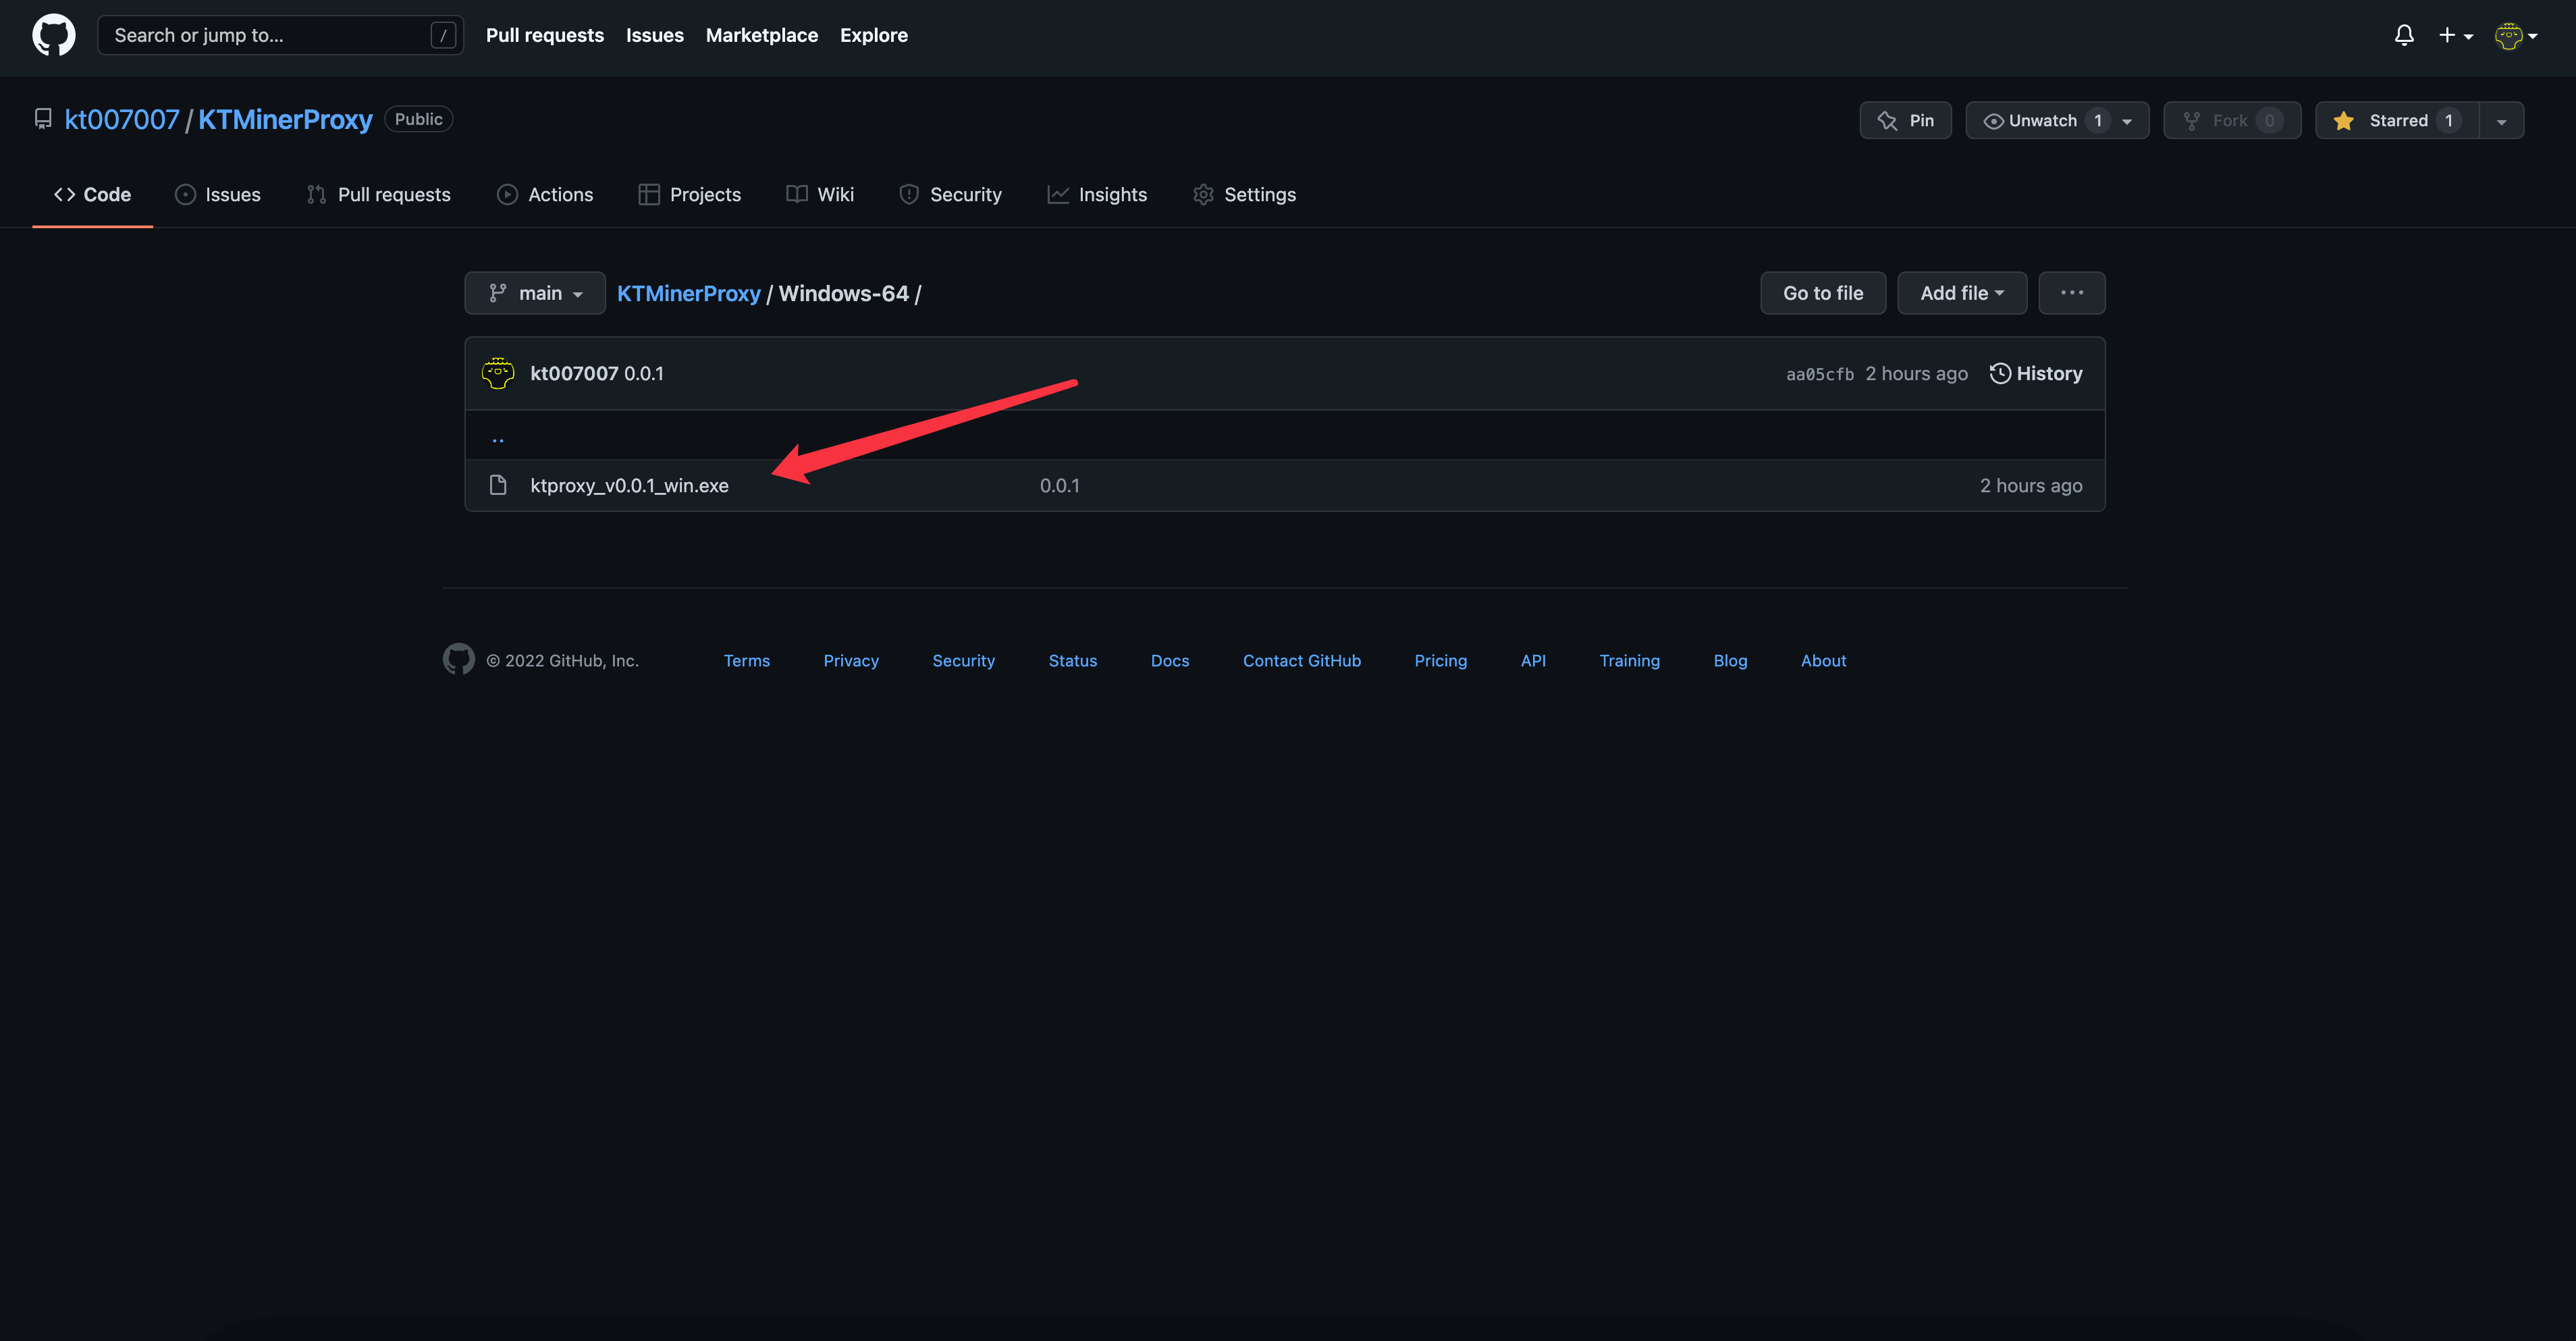 Search or jump to... /
Pull requests Issues Marketplace Explore
kt007007 / KTMinerProxy Public
Pin
Unwatch 1
Fork 0
Starred 1
Code Issues Pull requests Actions Projects Wiki Security Insights Settings
main KTMinerProxy / Windows-64 /
Go to file Add file ...
kt007007 0.0.1 aa05cfb 2 hours ago History
..
ktproxy_v0.0.1_win.exe 0.0.1 2 hours ago
© 2022 GitHub, Inc. Terms Privacy Security Status Docs Contact GitHub Pricing API Training Blog About